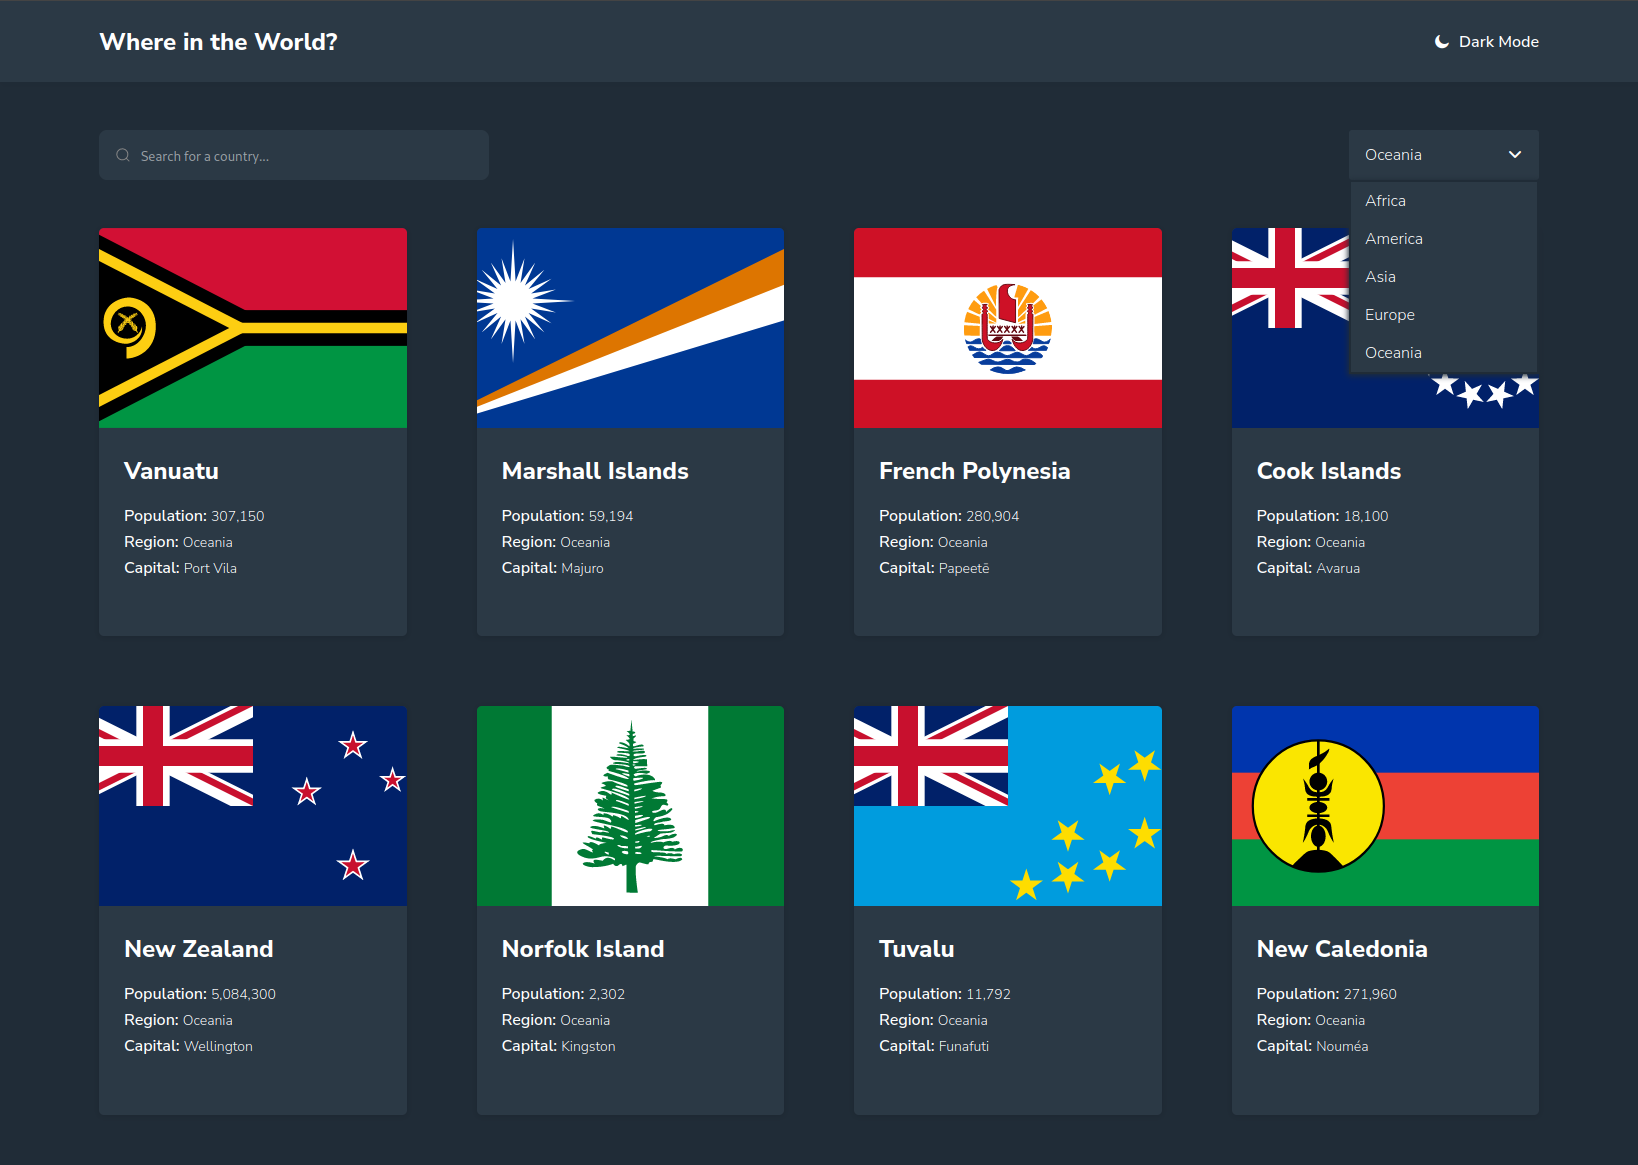 Where in the World?
Dark Mode
Search for a country...
Oceania
Africa
America
Asia
Europe
Oceania
Vanuatu
Population: 307,150
Region: Oceania
Capital: Port Vila
Marshall Islands
Population: 59,194
Region: Oceania
Capital: Majuro
French Polynesia
Population: 280,904
Region: Oceania
Capital: Papeetē
Cook Islands
Population: 18,100
Region: Oceania
Capital: Avarua
New Zealand
Population: 5,084,300
Region: Oceania
Capital: Wellington
Norfolk Island
Population: 2,302
Region: Oceania
Capital: Kingston
Tuvalu
Population: 11,792
Region: Oceania
Capital: Funafuti
New Caledonia
Population: 271,960
Region: Oceania
Capital: Nouméa